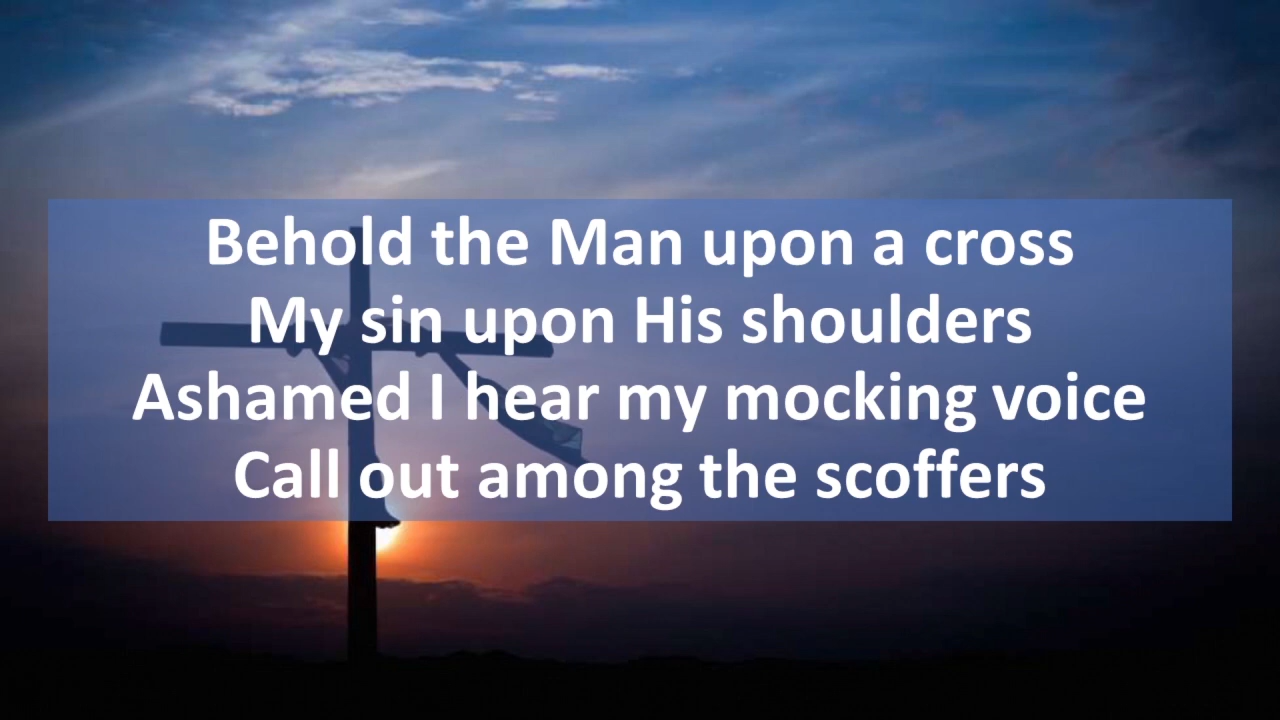 Behold the Man upon a cross
My sin upon His shoulders
Ashamed I hear my mocking voice
Call out among the scoffers